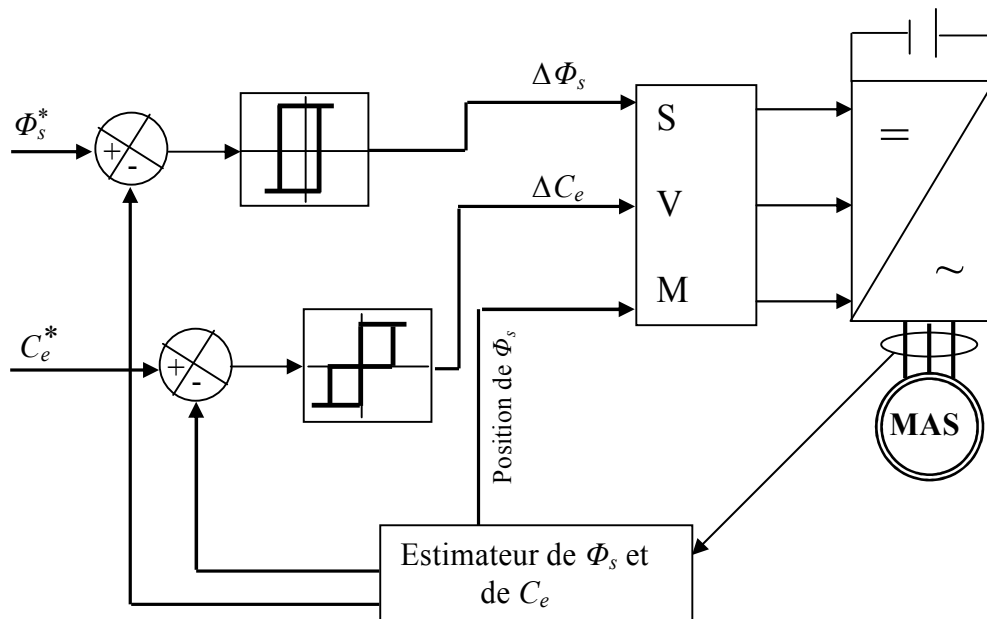 Φs*
+
-
ΔΦs
S
V
M
=
~
ΔCe
Ce*
+
-
Position de Φs
MAS
Estimateur de Φs et
de Ce